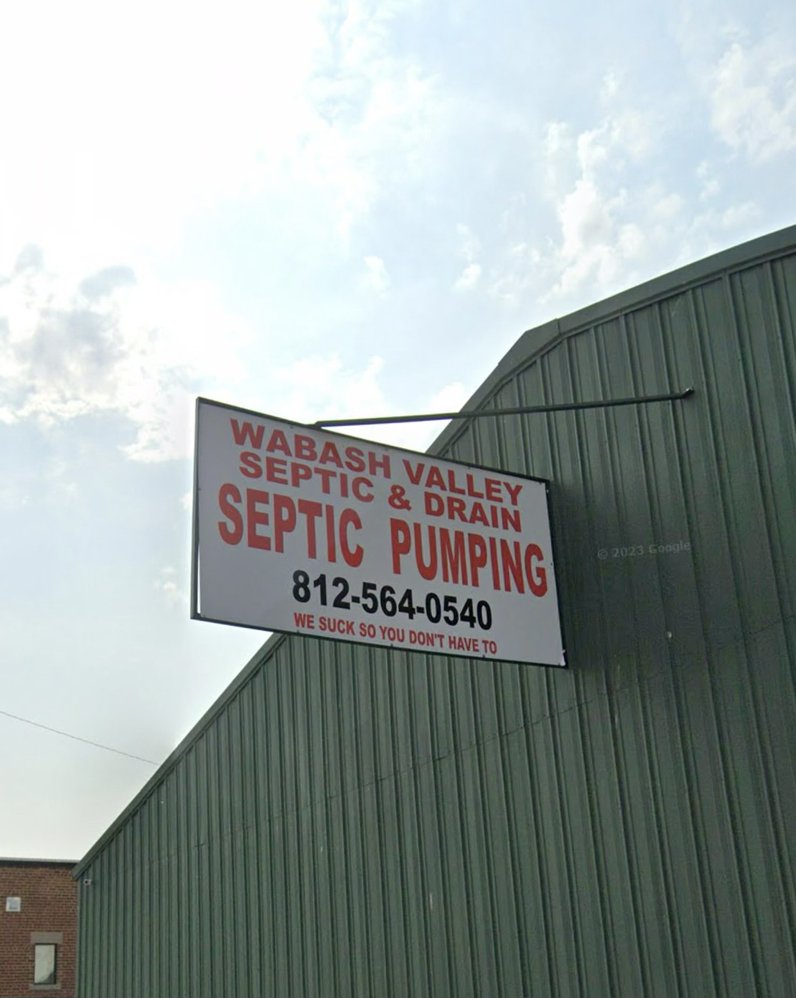 WABASH VALLEY
SEPTIC & DRAIN
SEPTIC PUMPING
812-564-0540
WE SUCK SO YOU DON'T HAVE TO
© 2023 Google